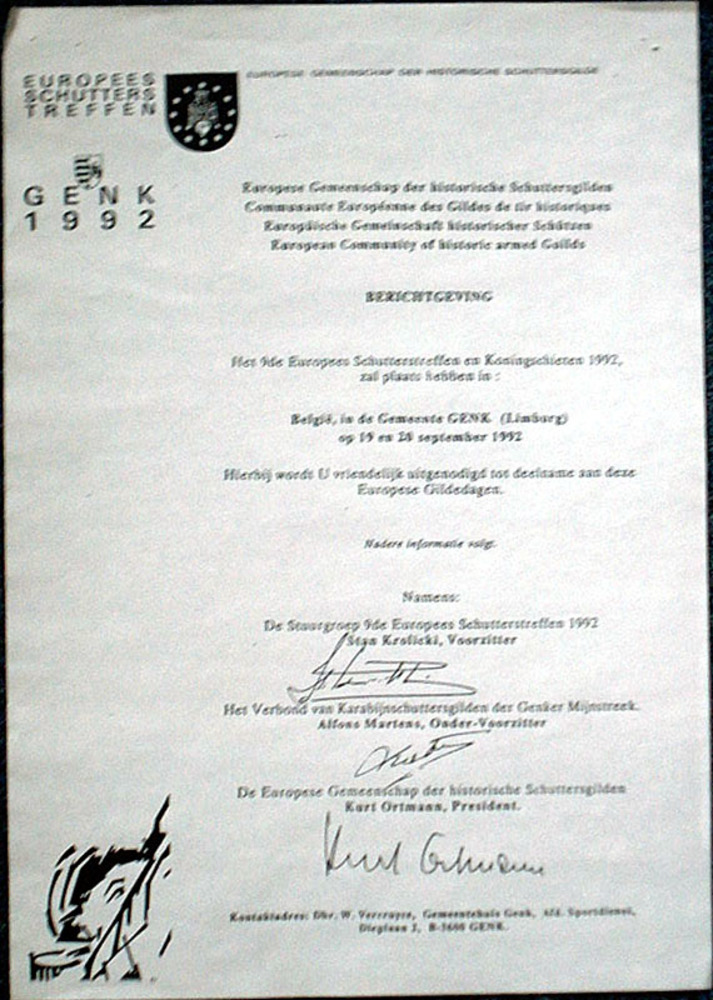 EUROPEES
SCHUTTERS
TREFFEN
EUROPESE GEMEENSCHAP DER HISTORISCHE SCHUTTERSGILDEN
GENK
1992
Europese Gemeenschap der historische Schuttersgilden
Communauté Européenne des Gildes de tir historiques
Europäische Gemeinschaft historischer Schützen
European Community of historic armed Guilds
BERICHTGEVING
Het 9de Europees Schutterstreffen en Koningschieten 1992,
zal plaats hebben in :
België, in de Gemeente GENK (Limburg)
op 19 en 20 september 1992
Hierbij wordt U vriendelijk uitgenodigd tot deelname aan deze
Europese Gildedagen.
Nadere informatie volgt.
Namens:
De Stuurgroep 9de Europees Schutterstreffen 1992
Stan Krolicki, Voorzitter
Het Verbond van Karabijnschuttersgilden der Genker Mijnstreek.
Alfons Martens, Onder-Voorzitter
De Europese Gemeenschap der historische Schuttersgilden
Kurt Ortmann, President.
Kurt Ortmann
Kontaktadres: Dhr. W. Gemeentehuis Genk, Afd. Sportdienst,
Dieplaan 1, B-3600 GENK.